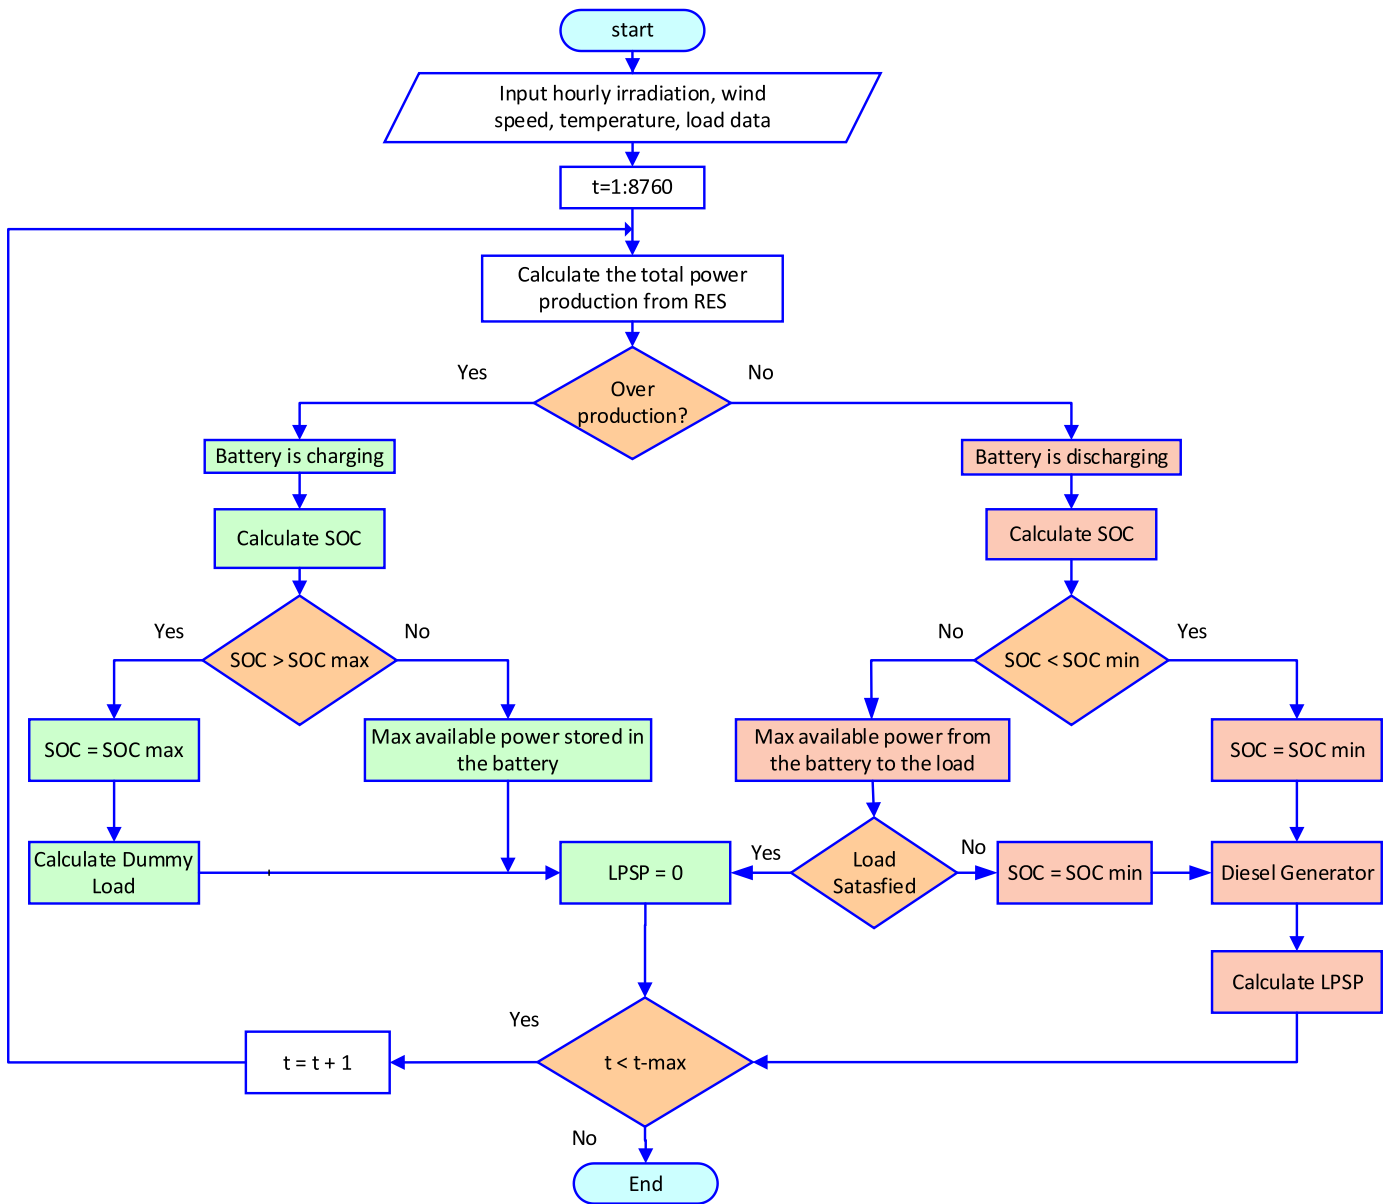 start
Input hourly irradiation, wind
speed, temperature, load data
t=1:8760
Calculate the total power
production from RES
Yes
No
Over
production?
Battery is charging
Battery is discharging
Calculate SOC
Calculate SOC
Yes
No
No
Yes
SOC > SOC max
SOC < SOC min
SOC = SOC max
Max available power stored in
the battery
Max available power from
the battery to the load
SOC = SOC min
Calculate Dummy
Load
LPSP = 0
Yes
Load
Satasfied
No
SOC = SOC min
Diesel Generator
Calculate LPSP
Yes
t = t + 1
t < t-max
No
End